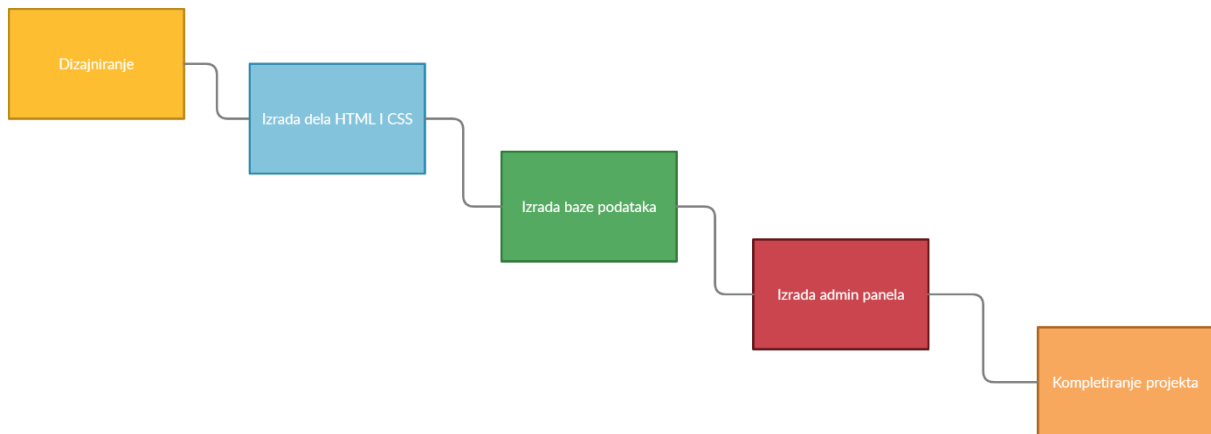 Dizajniranje
Izrada dela HTML I CSS
Izrada baze podataka
Izrada admin panela
Kompletiranje projekta